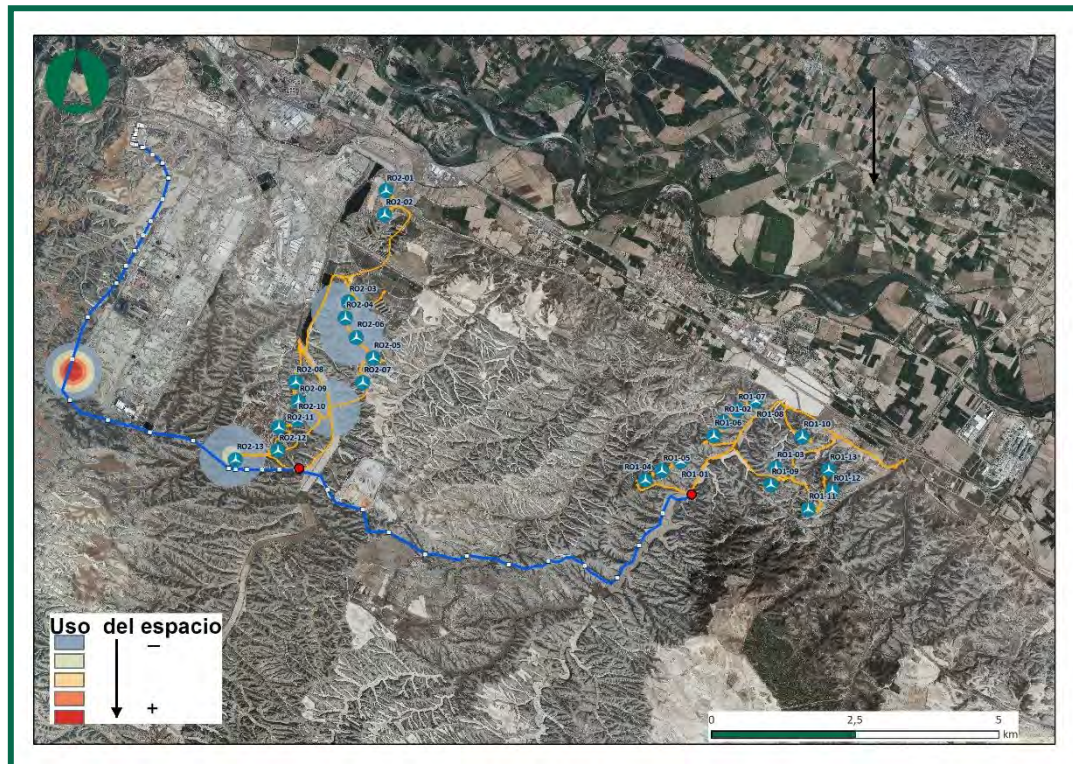 RO2-01
RO2-02
RO2-03
RO2-04
RO2-06
RO2-05
RO2-08
RO2-07
RO2-09
RO2-10
RO2-11
RO2-12
RO2-13
RO1-07
RO1-02
RO1-08
RO1-06
RO1-10
RO1-05
RO1-03
RO1-13
RO1-04
RO1-01
RO1-09
RO1-12
RO1-11
Uso del espacio
–
+
0 2,5 5
km